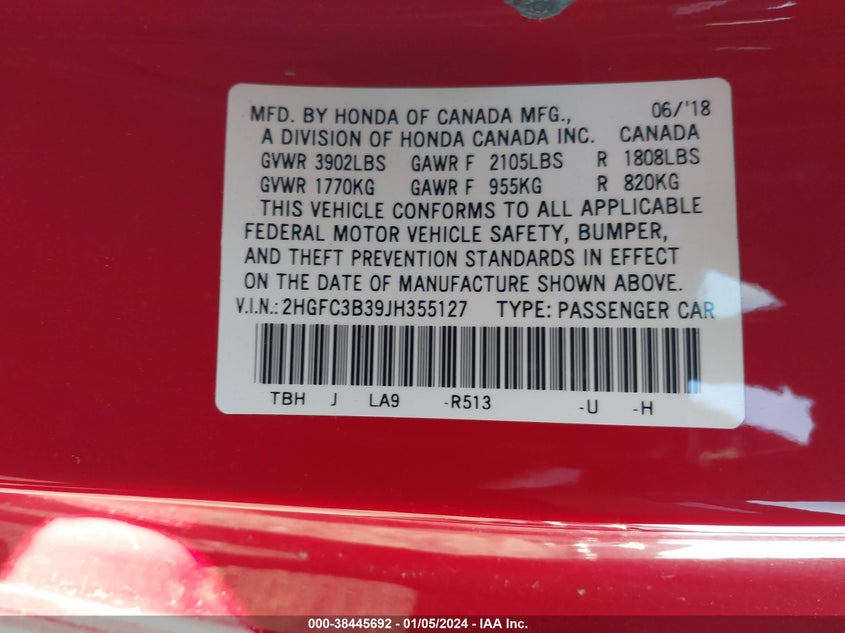 MFD. BY HONDA OF CANADA MFG., 06/'18
A DIVISION OF HONDA CANADA INC. CANADA
GVWR 3902LBS GAWR F 2105LBS R 1808LBS
GVWR 1770KG GAWR F 955KG R 820KG
THIS VEHICLE CONFORMS TO ALL APPLICABLE
FEDERAL MOTOR VEHICLE SAFETY, BUMPER,
AND THEFT PREVENTION STANDARDS IN EFFECT
ON THE DATE OF MANUFACTURE SHOWN ABOVE.
V.I.N.: 2HGFC3B39JH355127 TYPE: PASSENGER CAR
TBH J LA9 -R513 -U -H
000-38445692 - 01/05/2024 - IAA Inc.